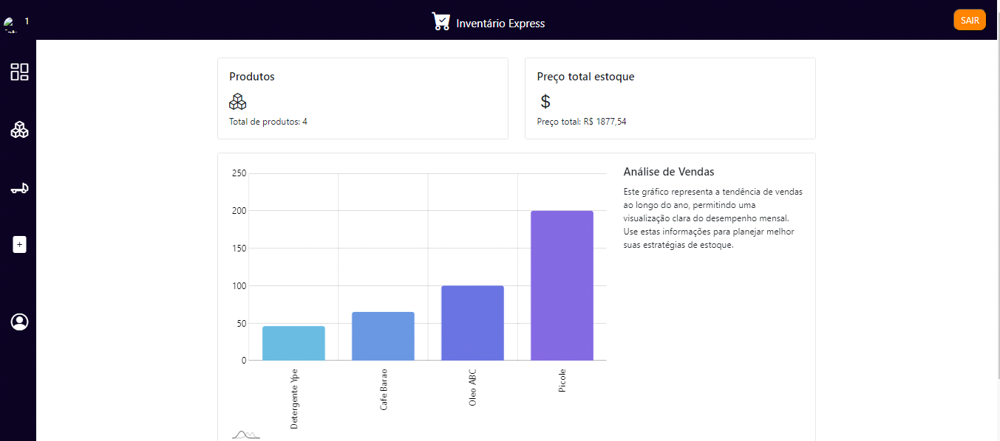 1
Inventário Express
SAIR
Produtos
Total de produtos: 4
Preço total estoque
$
Preço total: R$ 1877,54
250
200
150
100
50
0
Detergente Ype
Cafe Barao
Oleo ABC
Picole
Análise de Vendas
Este gráfico representa a tendência de vendas
ao longo do ano, permitindo uma
visualização clara do desempenho mensal.
Use estas informações para planejar melhor
suas estratégias de estoque.
+